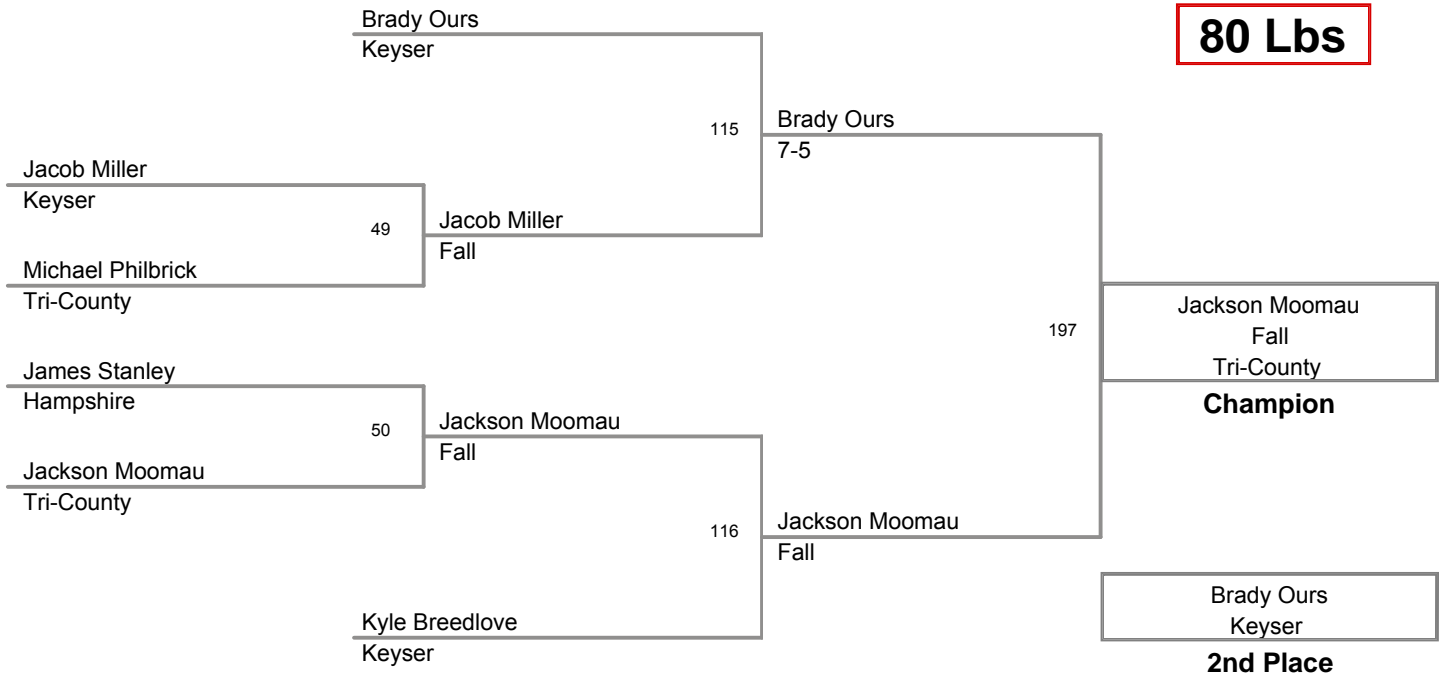 Brady Ours
Keyser
80 Lbs
115
Brady Ours
7-5
Jacob Miller
Keyser
49
Jacob Miller
Fall
Michael Philbrick
Tri-County
197
Jackson Moomau
Fall
Tri-County
Champion
James Stanley
Hampshire
50
Jackson Moomau
Fall
Jackson Moomau
Tri-County
116
Jackson Moomau
Fall
Kyle Breedlove
Keyser
Brady Ours
Keyser
2nd Place